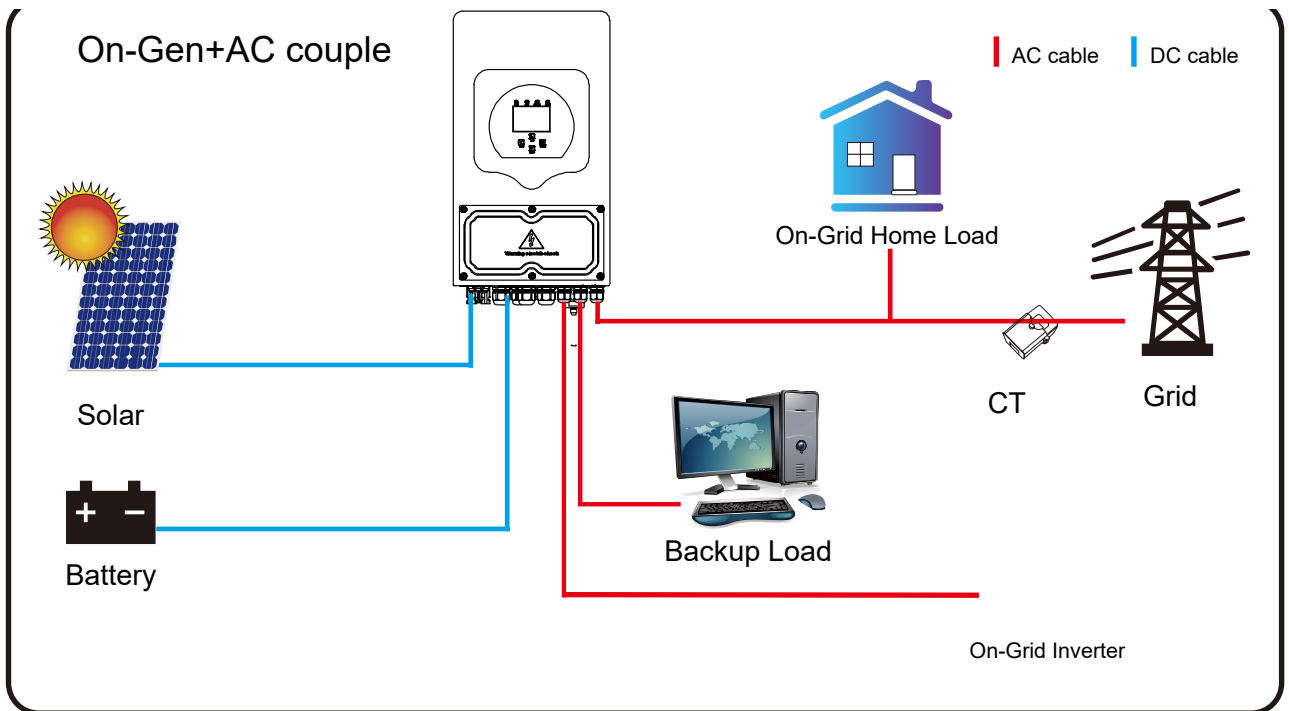 On-Gen+AC couple
AC cable
DC cable
On-Grid Home Load
Solar
CT
Grid
Backup Load
Battery
On-Grid Inverter